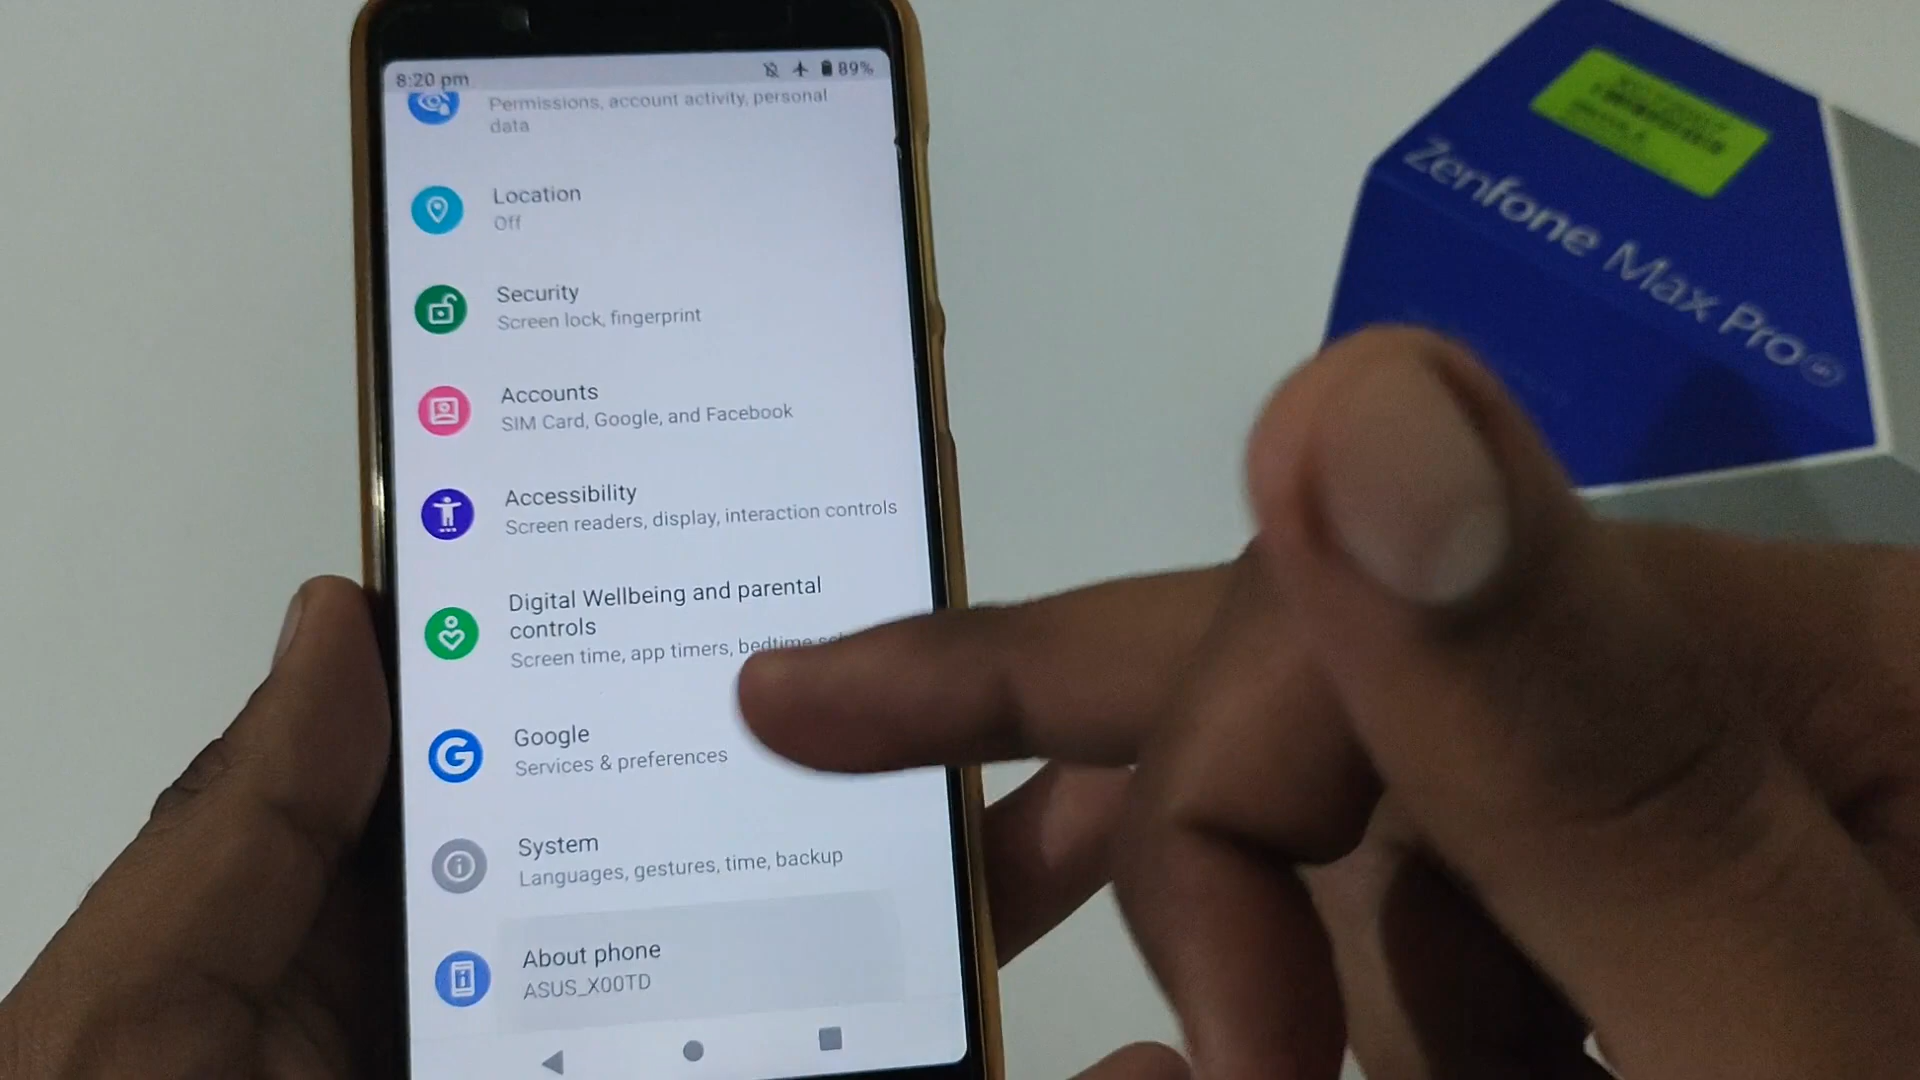 8:20 pm
89%
Permissions, account activity, personal
data
Location
Off
Security
Screen lock, fingerprint
Accounts
SIM Card, Google, and Facebook
Accessibility
Screen readers, display, interaction controls
Digital Wellbeing and parental
controls
Screen time, app timers, bedtime
Google
Services & preferences
System
Languages, gestures, time, backup
About phone
ASUS_X00TD
Zenfone Max Pro